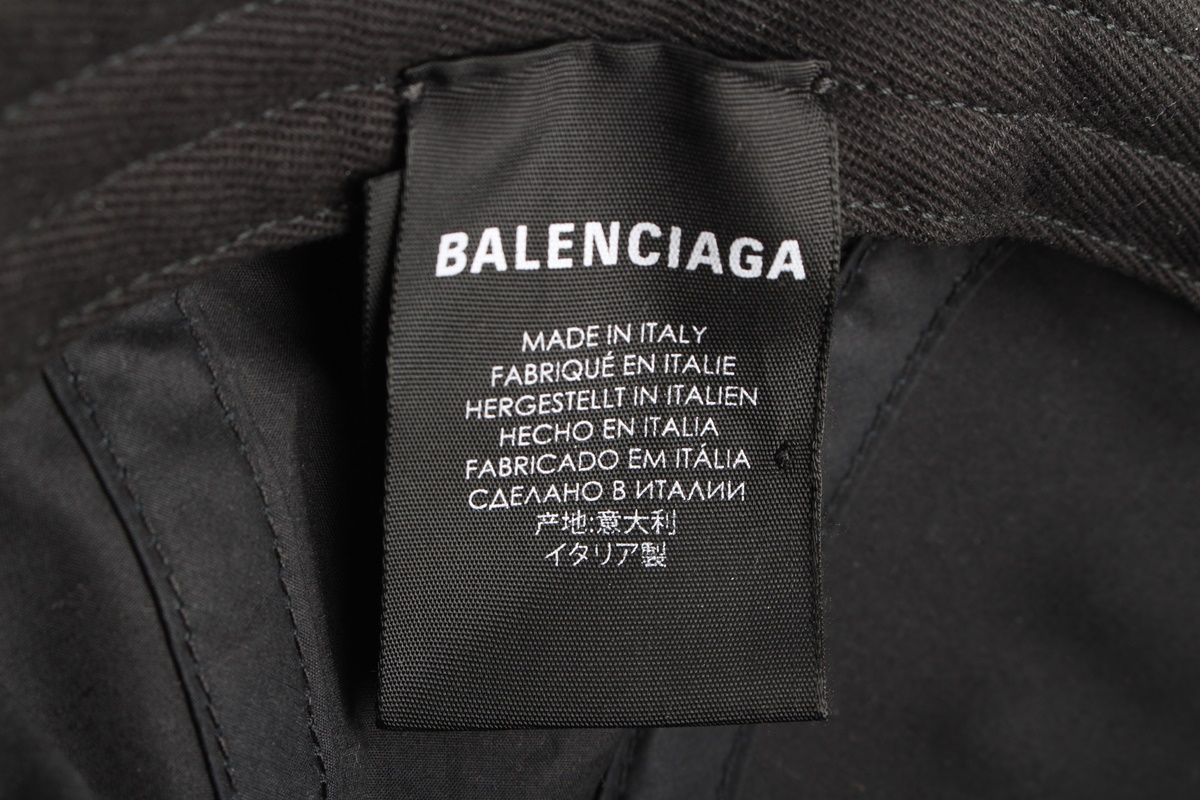 BALENCIAGA
MADE IN ITALY
FABRIQUÉ EN ITALIE
HERGESTELLT IN ITALIEN
HECHO EN ITALIA
FABRICADO EM ITÁLIA
СДЕЛАНО В ИТАЛИИ
产地:意大利
イタリア製